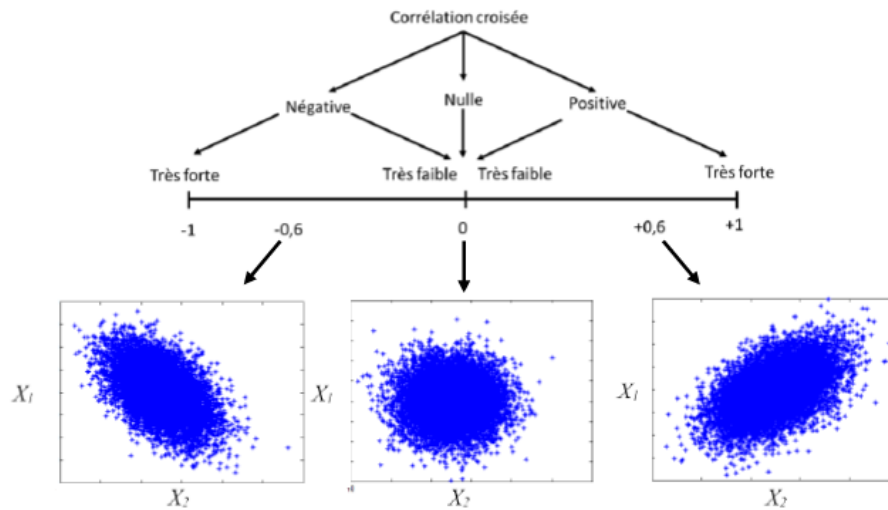 Corrélation croisée
Négative Nulle Positive
Très forte Très faible Très faible Très forte
-1 -0,6 0 +0,6 +1
X1 X1 X1
X2 X2 X2